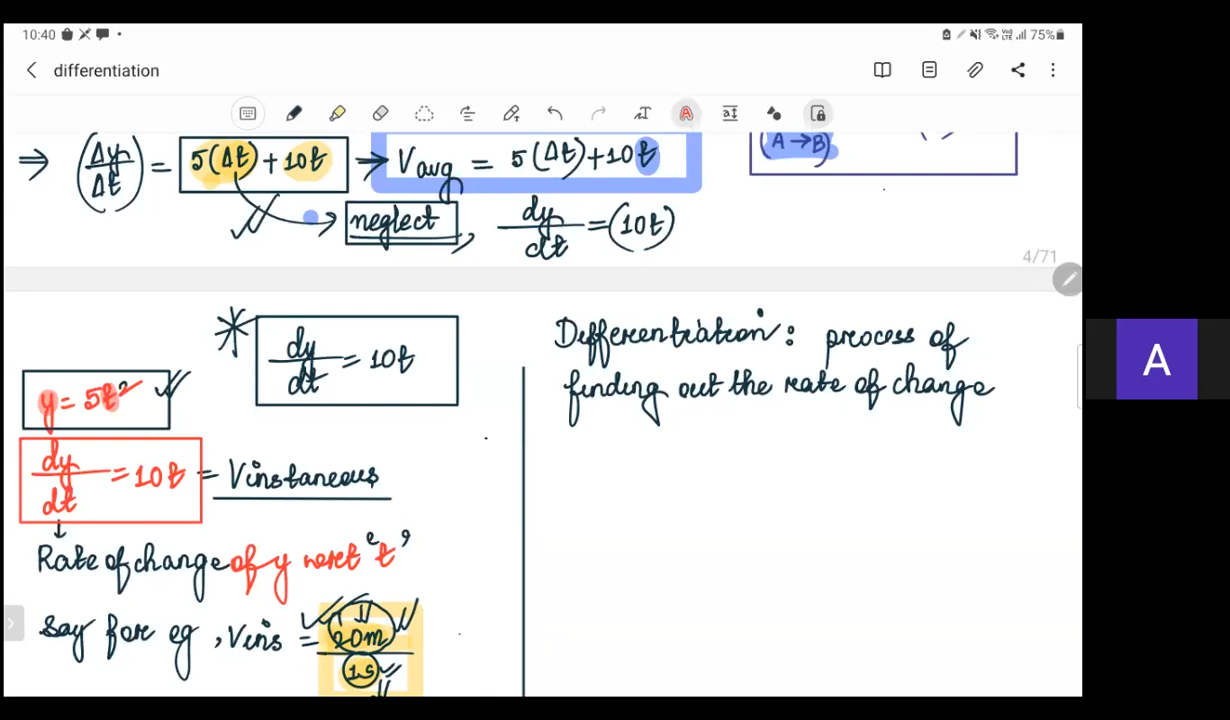 10:40
75%
differentiation
⇒ (Δy/Δt) = 5(Δt) + 10t → Vavg = 5(Δt)+10t
(A→B)
neglect, dy/dt = (10t)
4/71
* dy/dt = 10t
y = 5t²
dy/dt = 10t = Vinstaneous
Rate of change of y wret "t"
Say for eg, Vins = 20m/1s
Differentiation: process of
finding out the rate of change
A